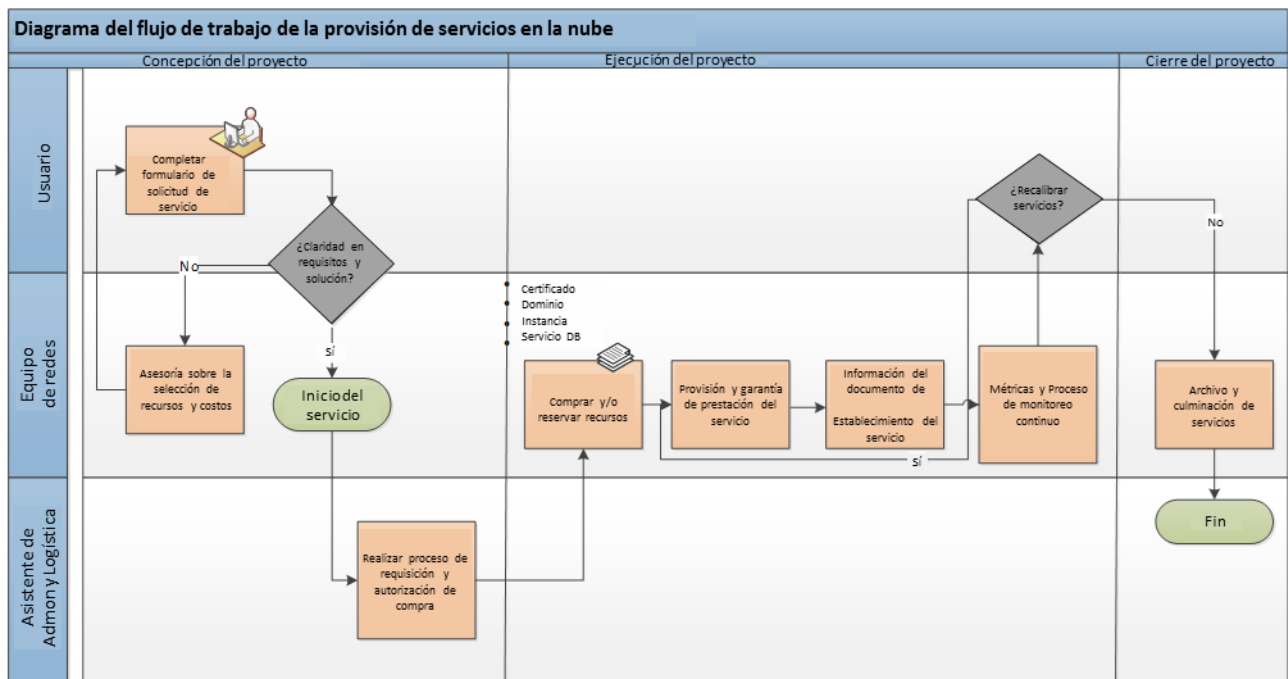 Diagrama del flujo de trabajo de la provisión de servicios en la nube
Concepción del proyecto
Ejecución del proyecto
Cierre del proyecto
Usuario
Completar
formulario de
solicitud de
servicio
¿Claridad en
requisitos y
solución?
No
sí
¿Recalibrar
servicios?
No
Equipo
de redes
Asesoría sobre la
selección de
recursos y costos
Inicio del
servicio
Certificado
Dominio
Instancia
Servicio DB
Comprar y/o
reservar recursos
Provisión y garantía
de prestación del
servicio
Información del
documento de
Establecimiento del
servicio
sí
Métricas y Proceso
de monitoreo
continuo
Archivo y
culminación de
servicios
Asistente de
Admon y Logística
Realizar proceso de
requisición y
autorización de
compra
Fin